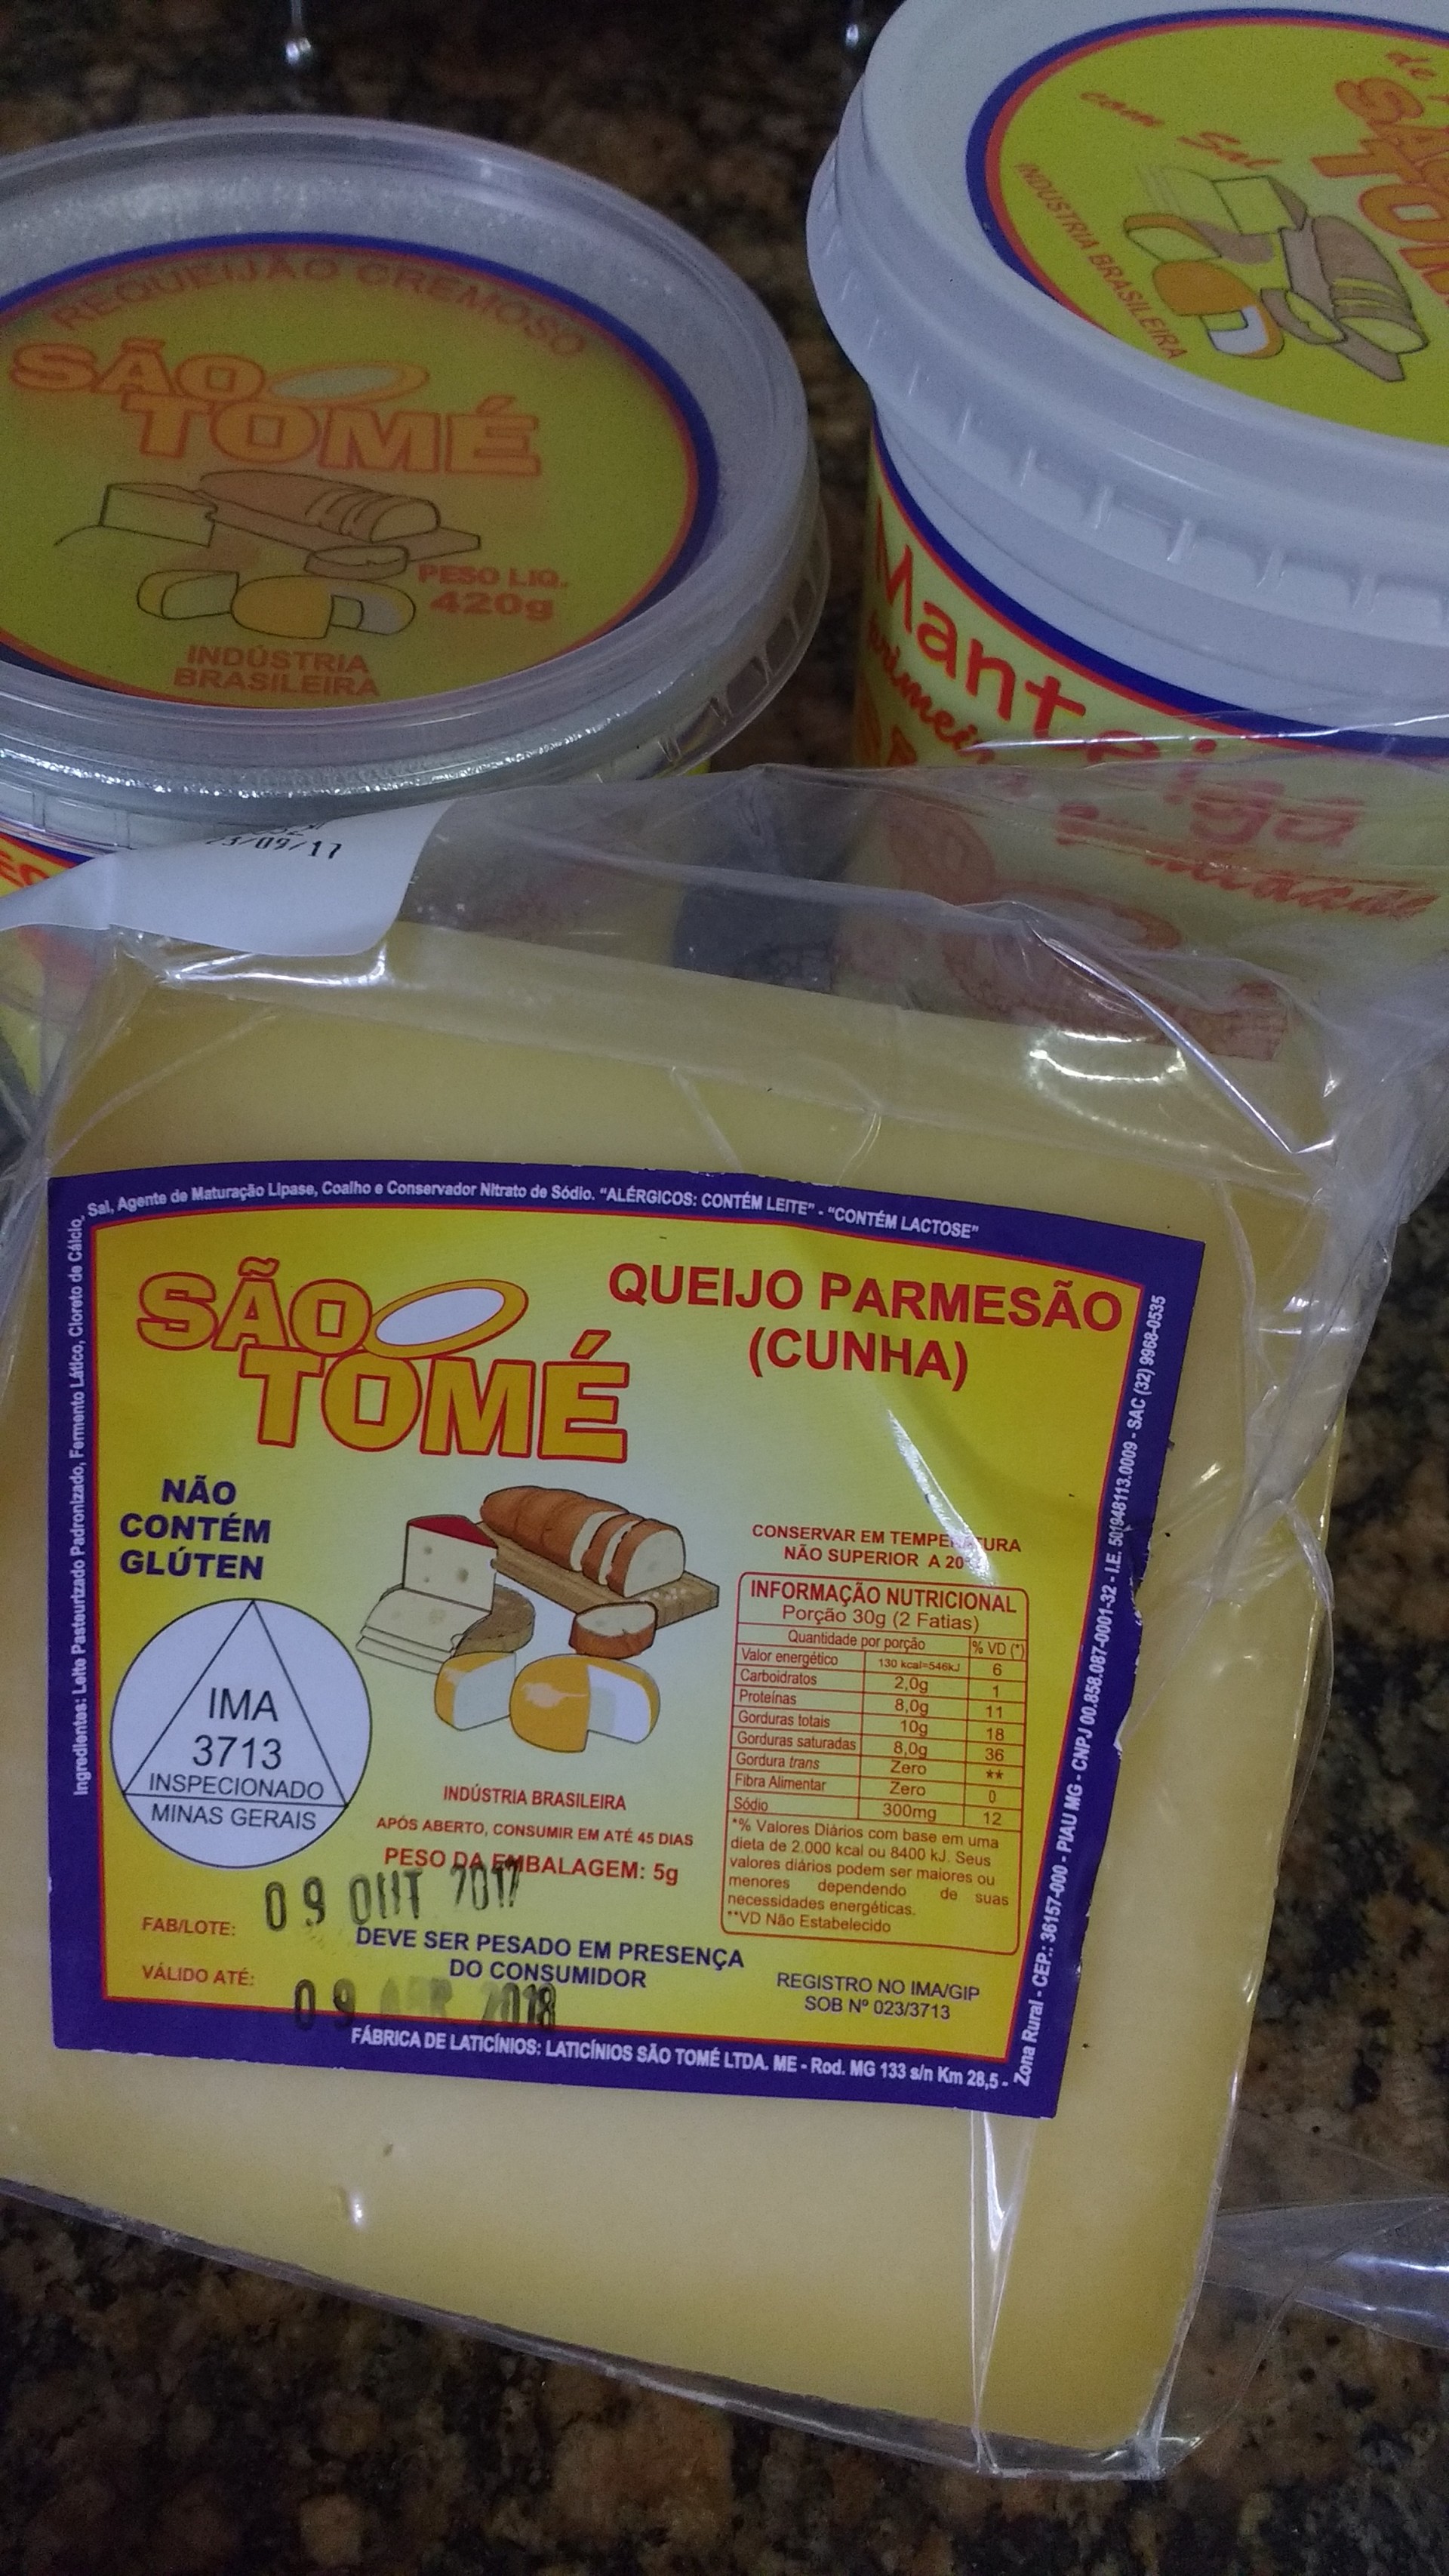 REQUEIJÃO CREMOSO
SÃO
TOMÉ
PESO LIQ.
420g
INDÚSTRIA
BRASILEIRA
de
com Sal
SÃO
INDÚSTRIA BRASILEIRA
Manteiga
/09/17
Ingredientes: Leite Pasteurizado Padronizado, Fermento Lático, Cloreto de Cálcio,
Sal, Agente de Maturação Lipase, Coalho e Conservador Nitrato de Sódio. "ALÉRGICOS: CONTÉM LEITE" - "CONTÉM LACTOSE"
SÃO
TOMÉ
QUEIJO PARMESÃO
(CUNHA)
NÃO
CONTÉM
GLÚTEN
CONSERVAR EM TEMPERATURA
NÃO SUPERIOR A 20
INFORMAÇÃO NUTRICIONAL
Porção 30g (2 Fatias)
Quantidade por porção % VD (*)
Valor energético 130 kcal=546kJ 6
Carboidratos 2,0g 1
Proteínas 8,0g 11
Gorduras totais 10g 18
Gorduras saturadas 8,0g 36
Gordura trans Zero **
Fibra Alimentar Zero 0
Sódio 300mg 12
*% Valores Diários com base em uma
dieta de 2.000 kcal ou 8400 kJ. Seus
valores diários podem ser maiores ou
menores dependendo de suas
necessidades energéticas.
**VD Não Estabelecido
IMA
3713
INSPECIONADO
MINAS GERAIS
INDÚSTRIA BRASILEIRA
APÓS ABERTO, CONSUMIR EM ATÉ 45 DIAS
PESO DA EMBALAGEM: 5g
FAB/LOTE: 09 OUT 2017
DEVE SER PESADO EM PRESENÇA
DO CONSUMIDOR
VÁLIDO ATÉ: 09 ABR 2018
REGISTRO NO IMA/GIP
SOB Nº 023/3713
FÁBRICA DE LATICÍNIOS: LATICÍNIOS SÃO TOMÉ LTDA. ME - Rod. MG 133 s/n Km 28,5 -
Zona Rural - CEP.: 36157-000 - PIAU MG - CNPJ 00.858.087-0001-32 - I.E. 501948113.0009 - SAC (32) 9968-0535